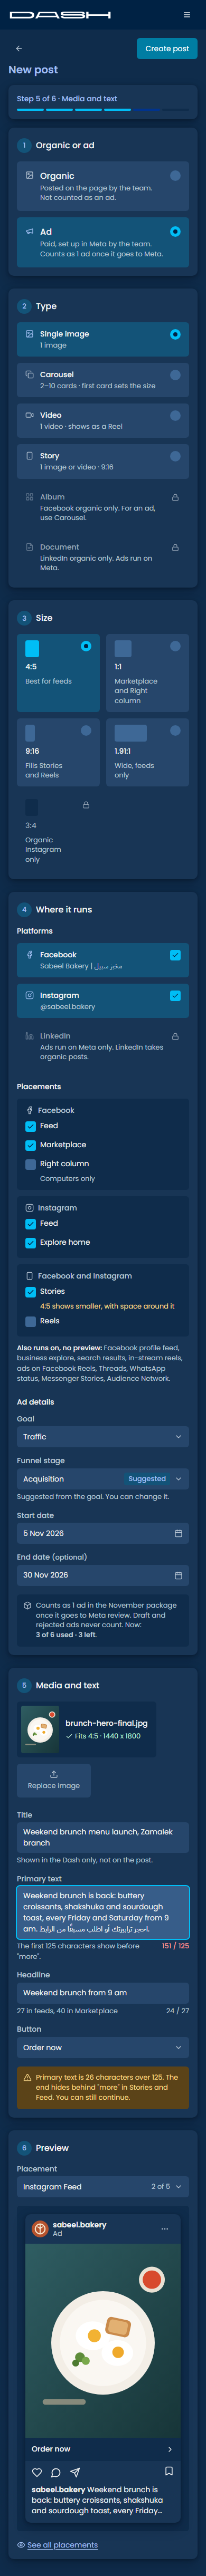 DASH
Create post
New post
Step 5 of 6 · Media and text
1 Organic or ad
Organic
Posted on the page by the team.
Not counted as an ad.
Ad
Paid, set up in Meta by the team.
Counts as 1 ad once it goes to Meta.
2 Type
Single image
1 image
Carousel
2–10 cards · first card sets the size
Video
1 video · shows as a Reel
Story
1 image or video · 9:16
Album
Facebook organic only. For an ad,
use Carousel.
Document
LinkedIn organic only. Ads run on
Meta.
3 Size
4:5
Best for feeds
1:1
Marketplace
and Right
column
9:16
Fills Stories
and Reels
1.91:1
Wide, feeds
only
3:4
Organic
Instagram
only
4 Where it runs
Platforms
Facebook
Sabeel Bakery | مخبز سبيل
Instagram
@sabeel.bakery
LinkedIn
Ads run on Meta only. LinkedIn takes
organic posts.
Placements
Facebook
Feed
Marketplace
Right column
Computers only
Instagram
Feed
Explore home
Facebook and Instagram
Stories
4:5 shows smaller, with space around it
Reels
Also runs on, no preview: Facebook profile feed,
business explore, search results, in-stream reels,
ads on Facebook Reels, Threads, WhatsApp
status, Messenger Stories, Audience Network.
Ad details
Goal
Traffic
Funnel stage
Acquisition Suggested
Suggested from the goal. You can change it.
Start date
5 Nov 2026
End date (optional)
30 Nov 2026
Counts as 1 ad in the November package
once it goes to Meta review. Draft and
rejected ads never count. Now:
3 of 6 used · 3 left.
5 Media and text
brunch-hero-final.jpg
Fits 4:5 · 1440 x 1800
Replace image
Title
Weekend brunch menu launch, Zamalek
branch
Shown in the Dash only, not on the post.
Primary text
Weekend brunch is back: buttery
croissants, shakshuka and sourdough
toast, every Friday and Saturday from 9
am. احجز ترابيزتك أو اطلب مسبقًا من الرابط.
The first 125 characters show before
"more".
151 / 125
Headline
Weekend brunch from 9 am
27 in feeds, 40 in Marketplace 24 / 27
Button
Order now
Primary text is 26 characters over 125. The
end hides behind "more" in Stories and
Feed. You can still continue.
6 Preview
Placement
Instagram Feed 2 of 5
sabeel.bakery
Ad
Order now
sabeel.bakery Weekend brunch is
back: buttery croissants, shakshuka
and sourdough toast, every Friday...
See all placements